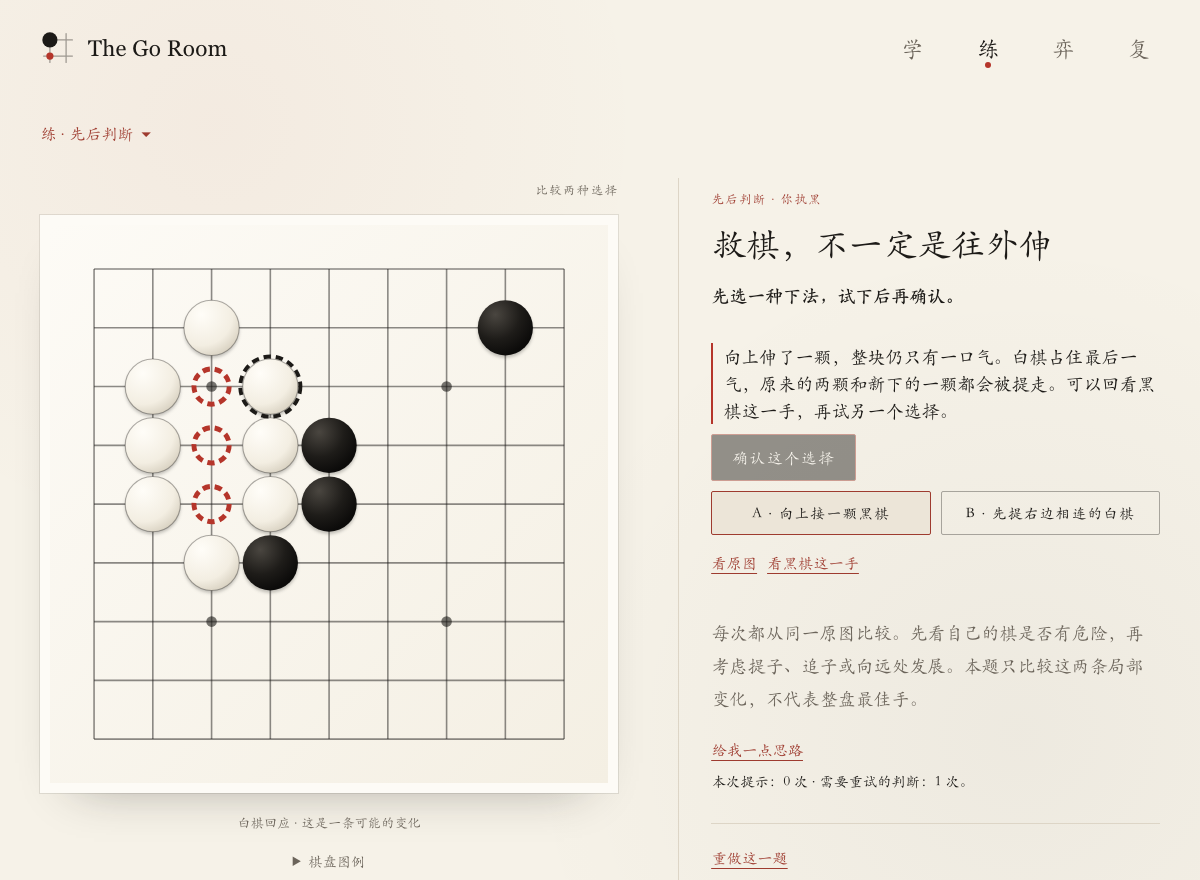 The Go Room
学 练 弈 复
练 · 先后判断
比较两种选择
白棋回应 · 这是一条可能的变化
▶ 棋盘图例
先后判断 · 你执黑
救棋，不一定是往外伸
先选一种下法，试下后再确认。
向上伸了一颗，整块仍只有一口气。白棋占住最后一
气，原来的两颗和新下的一颗都会被提走。可以回看黑
棋这一手，再试另一个选择。
确认这个选择
A · 向上接一颗黑棋
B · 先提右边相连的白棋
看原图 看黑棋这一手
每次都从同一原图比较。先看自己的棋是否有危险，再
考虑提子、追子或向远处发展。本题只比较这两条局部
变化，不代表整盘最佳手。
给我一点思路
本次提示：0 次 · 需要重试的判断：1 次。
重做这一题